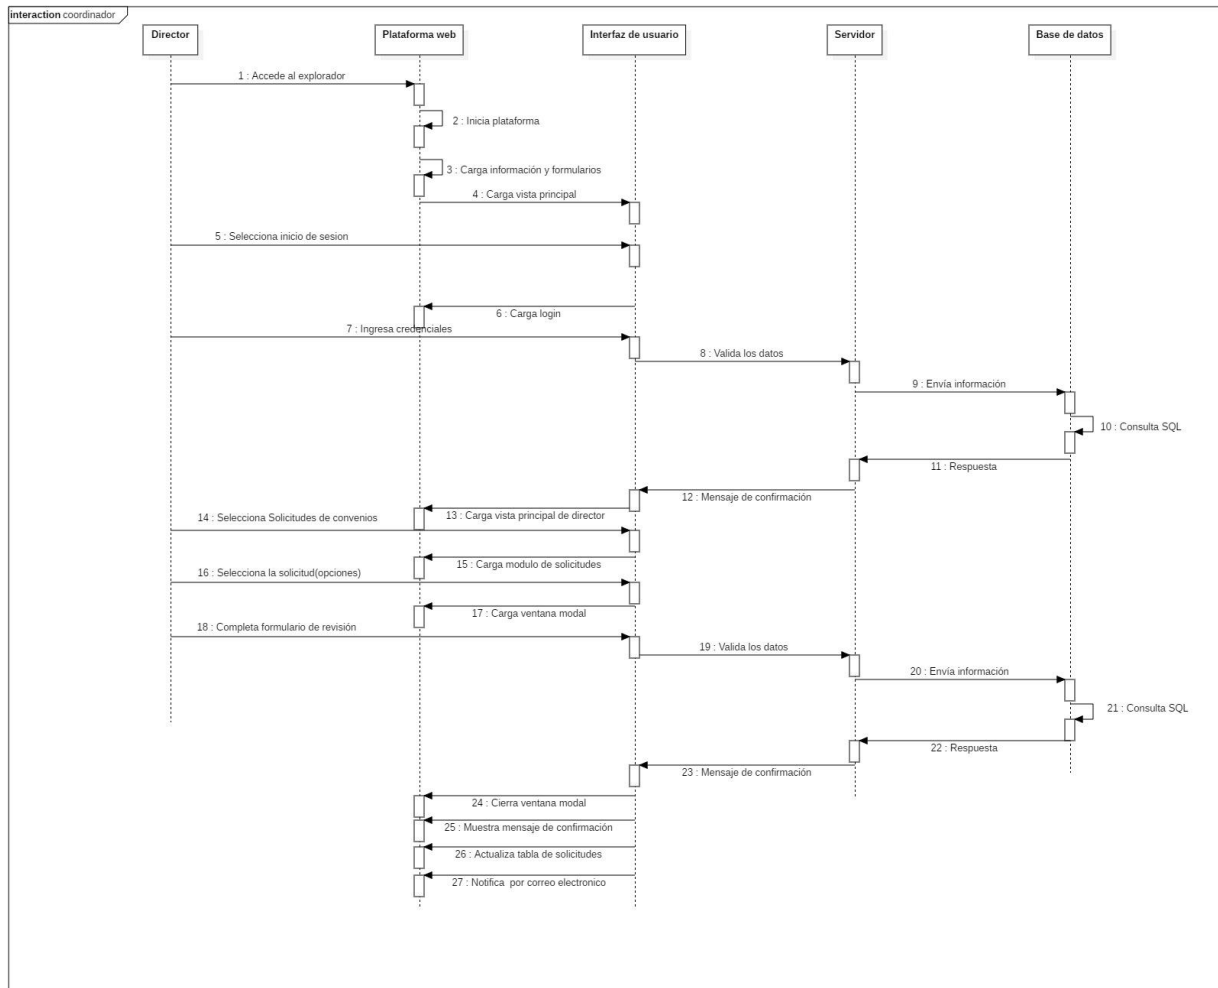 interaction coordinador
Director
Plataforma web
Interfaz de usuario
Servidor
Base de datos
1 : Accede al explorador
2 : Inicia plataforma
3 : Carga información y formularios
4 : Carga vista principal
5 : Selecciona inicio de sesion
6 : Carga login
7 : Ingresa credenciales
8 : Valida los datos
9 : Envía información
10 : Consulta SQL
11 : Respuesta
12 : Mensaje de confirmación
13 : Carga vista principal de director
14 : Selecciona Solicitudes de convenios
15 : Carga modulo de solicitudes
16 : Selecciona la solicitud(opciones)
17 : Carga ventana modal
18 : Completa formulario de revisión
19 : Valida los datos
20 : Envía información
21 : Consulta SQL
22 : Respuesta
23 : Mensaje de confirmación
24 : Cierra ventana modal
25 : Muestra mensaje de confirmación
26 : Actualiza tabla de solicitudes
27 : Notifica  por correo electronico